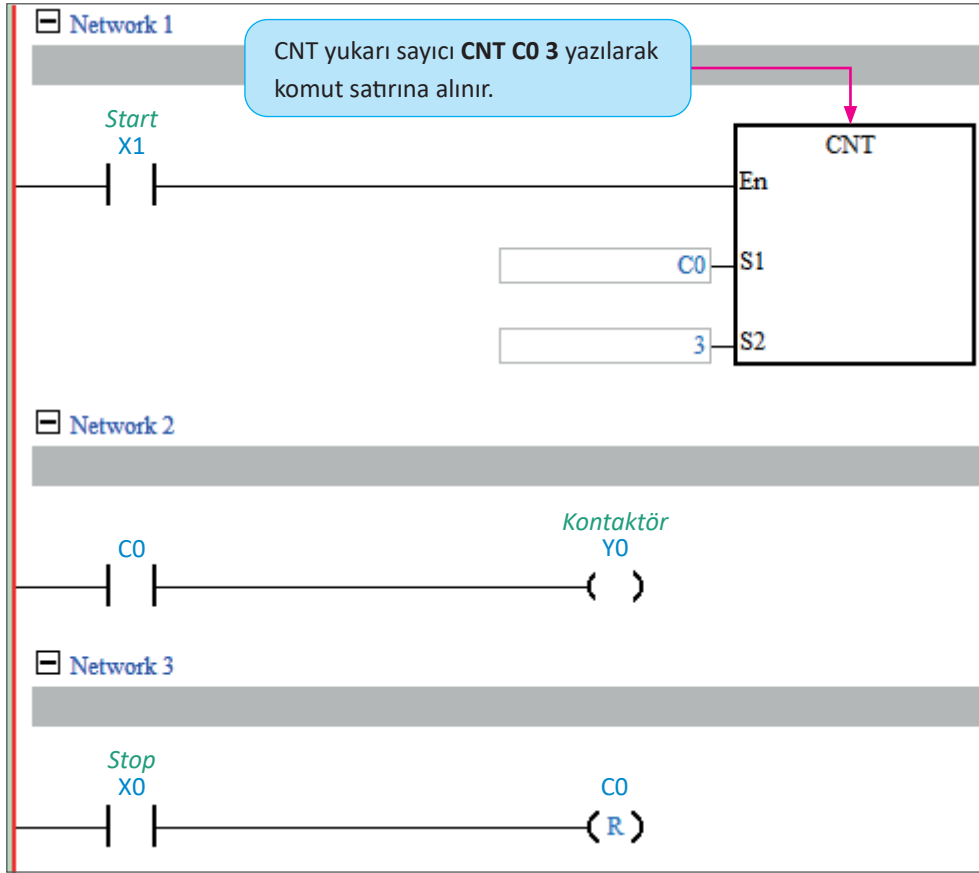 Network 1
CNT yukarı sayıcı CNT C0 3 yazılarak
komut satırına alınır.
Start
X1
CNT
En
C0
S1
3
S2
Network 2
C0
Kontaktör
Y0
Network 3
Stop
X0
C0
R